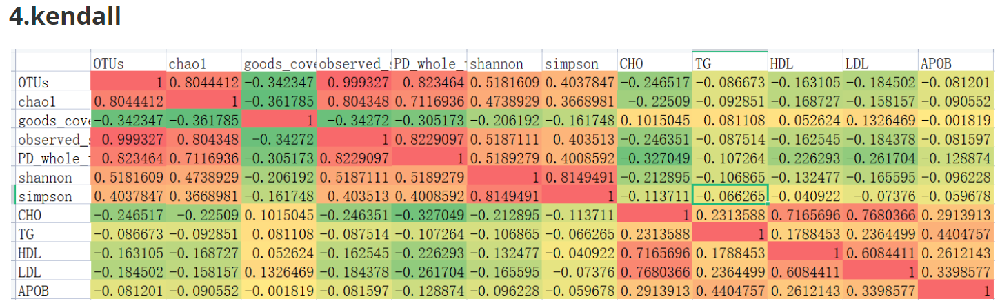 4.kendall
OTUs chao1 goods_cove observed_s PD_whole_t shannon simpson CHO TG HDL LDL APOB
OTUs 1 0.8044412 -0.342347 0.999327 0.823464 0.5181609 0.4037847 -0.246517 -0.086673 -0.163105 -0.184502 -0.081201
chao1 0.8044412 1 -0.361785 0.804348 0.7116936 0.4738929 0.3668981 -0.22509 -0.092851 -0.168727 -0.158157 -0.090552
goods_cove -0.342347 -0.361785 1 -0.34272 -0.305173 -0.206192 -0.161748 0.1015045 0.081108 0.052624 0.1326469 -0.001819
observed_s 0.999327 0.804348 -0.34272 1 0.8229097 0.5187111 0.403513 -0.246351 -0.087514 -0.162545 -0.184378 -0.081597
PD_whole_t 0.823464 0.7116936 -0.305173 0.8229097 1 0.5189279 0.4008592 -0.327049 -0.107264 -0.226293 -0.261704 -0.128874
shannon 0.5181609 0.4738929 -0.206192 0.5187111 0.5189279 1 0.8149491 -0.212895 -0.106865 -0.132477 -0.165595 -0.096228
simpson 0.4037847 0.3668981 -0.161748 0.403513 0.4008592 0.8149491 1 -0.113711 -0.066265 -0.040922 -0.07376 -0.059678
CHO -0.246517 -0.22509 0.1015045 -0.246351 -0.327049 -0.212895 -0.113711 1 0.2313588 0.7165696 0.7680366 0.2913913
TG -0.086673 -0.092851 0.081108 -0.087514 -0.107264 -0.106865 -0.066265 0.2313588 1 0.1788453 0.2364499 0.4404757
HDL -0.163105 -0.168727 0.052624 -0.162545 -0.226293 -0.132477 -0.040922 0.7165696 0.1788453 1 0.6084411 0.2612143
LDL -0.184502 -0.158157 0.1326469 -0.184378 -0.261704 -0.165595 -0.07376 0.7680366 0.2364499 0.6084411 1 0.3398577
APOB -0.081201 -0.090552 -0.001819 -0.081597 -0.128874 -0.096228 -0.059678 0.2913913 0.4404757 0.2612143 0.3398577 1